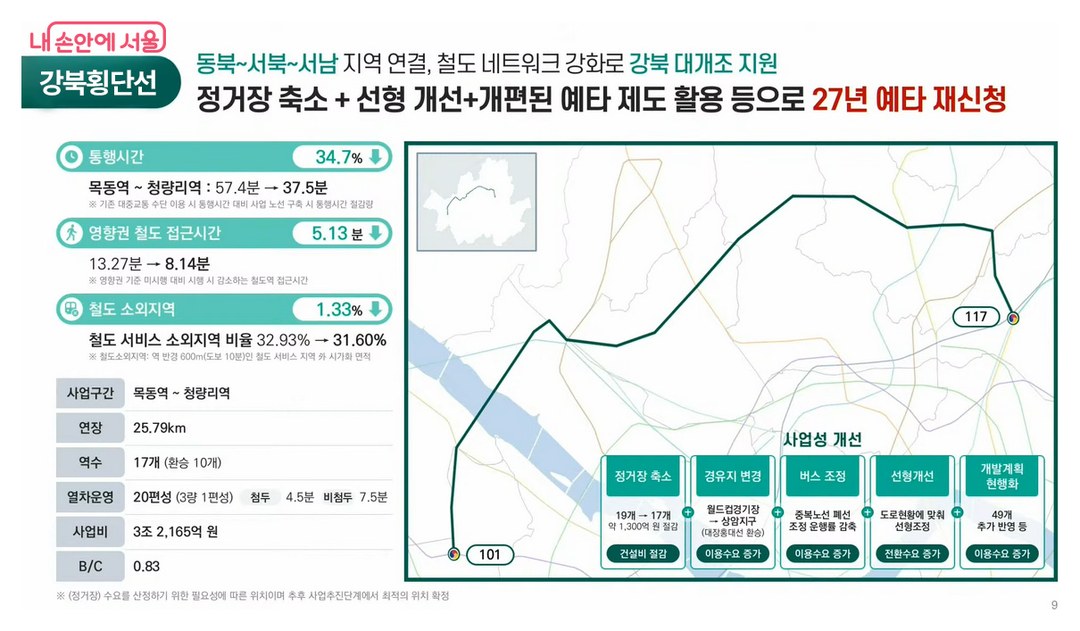 내 손안에 서울
강북횡단선
동북~서북~서남 지역 연결, 철도 네트워크 강화로 강북 대개조 지원
정거장 축소 + 선형 개선+개편된 예타 제도 활용 등으로 27년 예타 재신청
통행시간 34.7%
목동역 ~ 청량리역 : 57.4분 → 37.5분
※ 기존 대중교통 수단 이용 시 통행시간 대비 사업 노선 구축 시 통행시간 절감량
영향권 철도 접근시간 5.13 분
13.27분 → 8.14분
※ 영향권 기준 미시행 대비 시행 시 감소하는 철도역 접근시간
철도 소외지역 1.33%
철도 서비스 소외지역 비율 32.93% → 31.60%
※ 철도소외지역: 역 반경 600m(도보 10분)인 철도 서비스 지역 外 시가화 면적
사업구간 목동역 ~ 청량리역
연장 25.79km
역수 17개 (환승 10개)
열차운영 20편성 (3량 1편성) 첨두 4.5분 비첨두 7.5분
사업비 3조 2,165억 원
B/C 0.83
117
101
사업성 개선
정거장 축소
19개 → 17개
약 1,300억 원 절감
건설비 절감
+
경유지 변경
월드컵경기장
→ 상암지구
(대장홍대선 환승)
이용수요 증가
+
버스 조정
중복노선 폐선
조정 운행률 감축
이용수요 증가
+
선형개선
도로현황에 맞춰
선형조정
전환수요 증가
+
개발계획
현행화
49개
추가 반영 등
이용수요 증가
※ (정거장) 수요를 산정하기 위한 필요성에 따른 위치이며 추후 사업추진단계에서 최적의 위치 확정
9